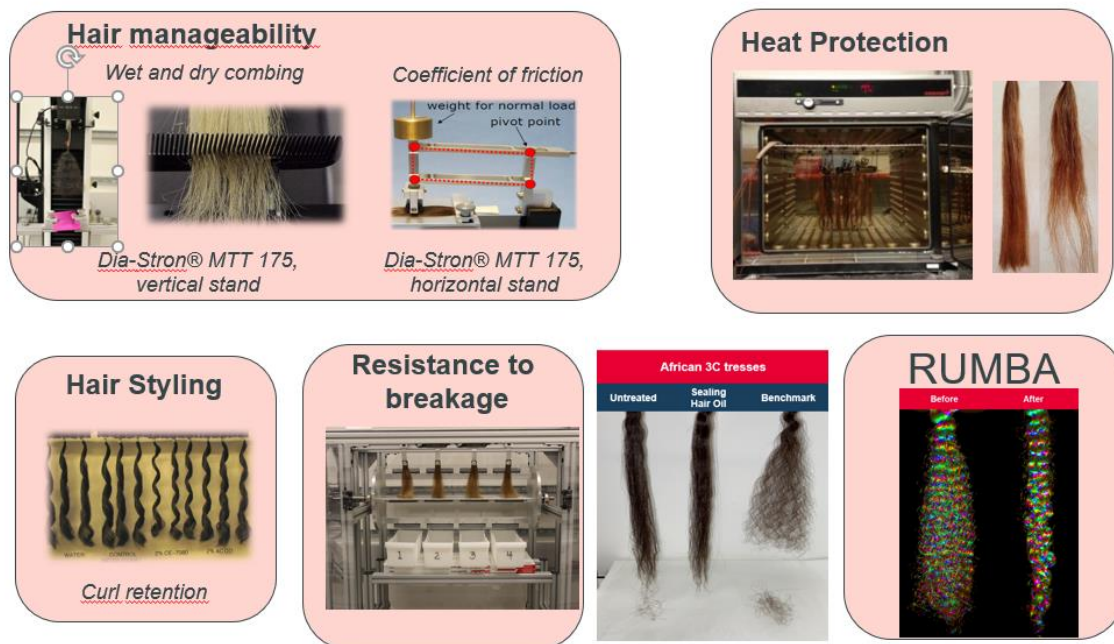 Hair manageability
Wet and dry combing
Coefficient of friction
weight for normal load
pivot point
Dia-Stron® MTT 175,
vertical stand
Dia-Stron® MTT 175,
horizontal stand
Heat Protection
Hair Styling
WATER
CONTROL
Curl retention
Resistance to
breakage
1
2
3
4
African 3C tresses
Untreated
Sealing
Hair Oil
Benchmark
RUMBA
Before
After